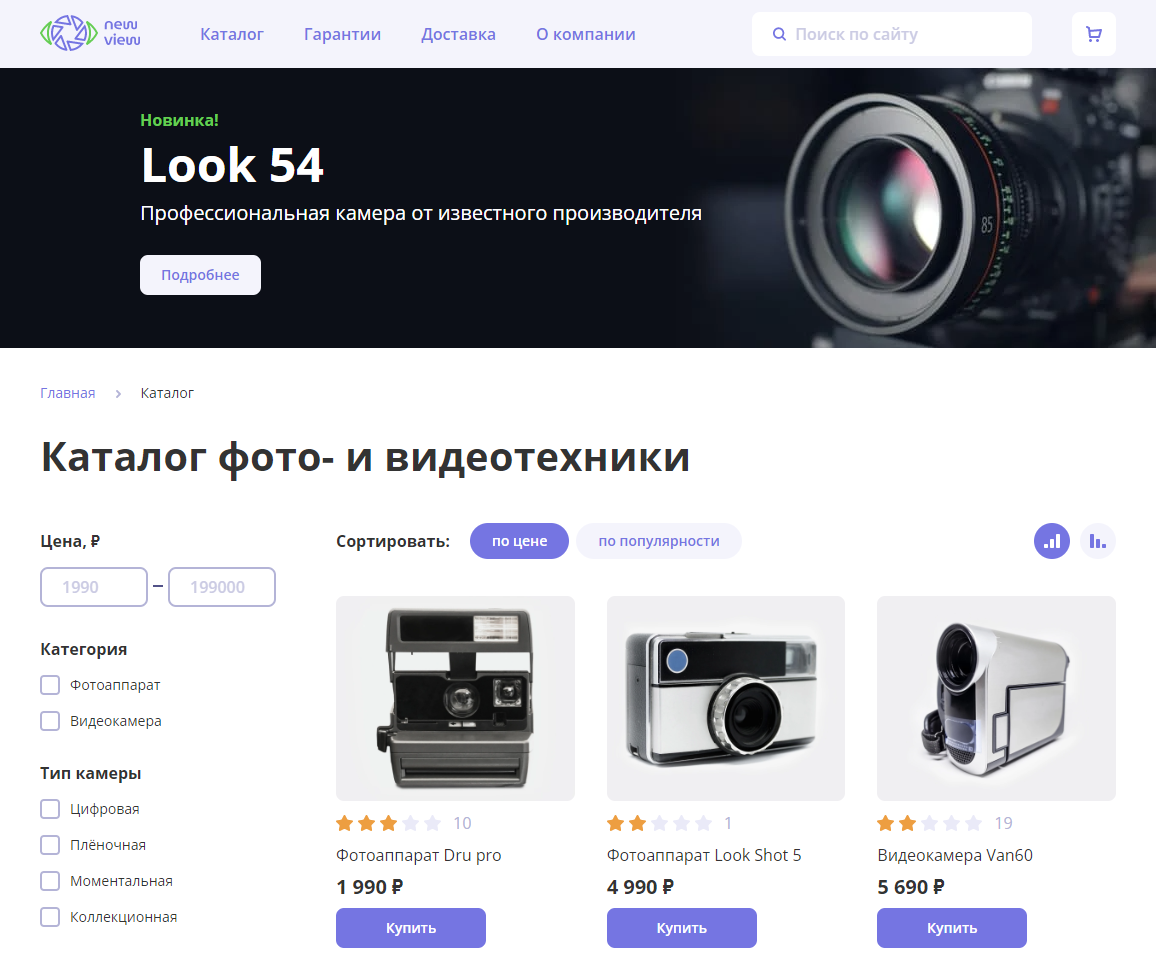 new
view
Каталог Гарантии Доставка О компании Поиск по сайту
Новинка!
Look 54
Профессиональная камера от известного производителя
85
Подробнее
Главная Каталог
Каталог фото- и видеотехники
Цена, ₽
1990 – 199000
Категория
Фотоаппарат
Видеокамера
Тип камеры
Цифровая
Плёночная
Моментальная
Коллекционная
Сортировать: по цене по популярности
10
Фотоаппарат Dru pro
1 990 ₽
Купить
1
Фотоаппарат Look Shot 5
4 990 ₽
Купить
19
Видеокамера Van60
5 690 ₽
Купить